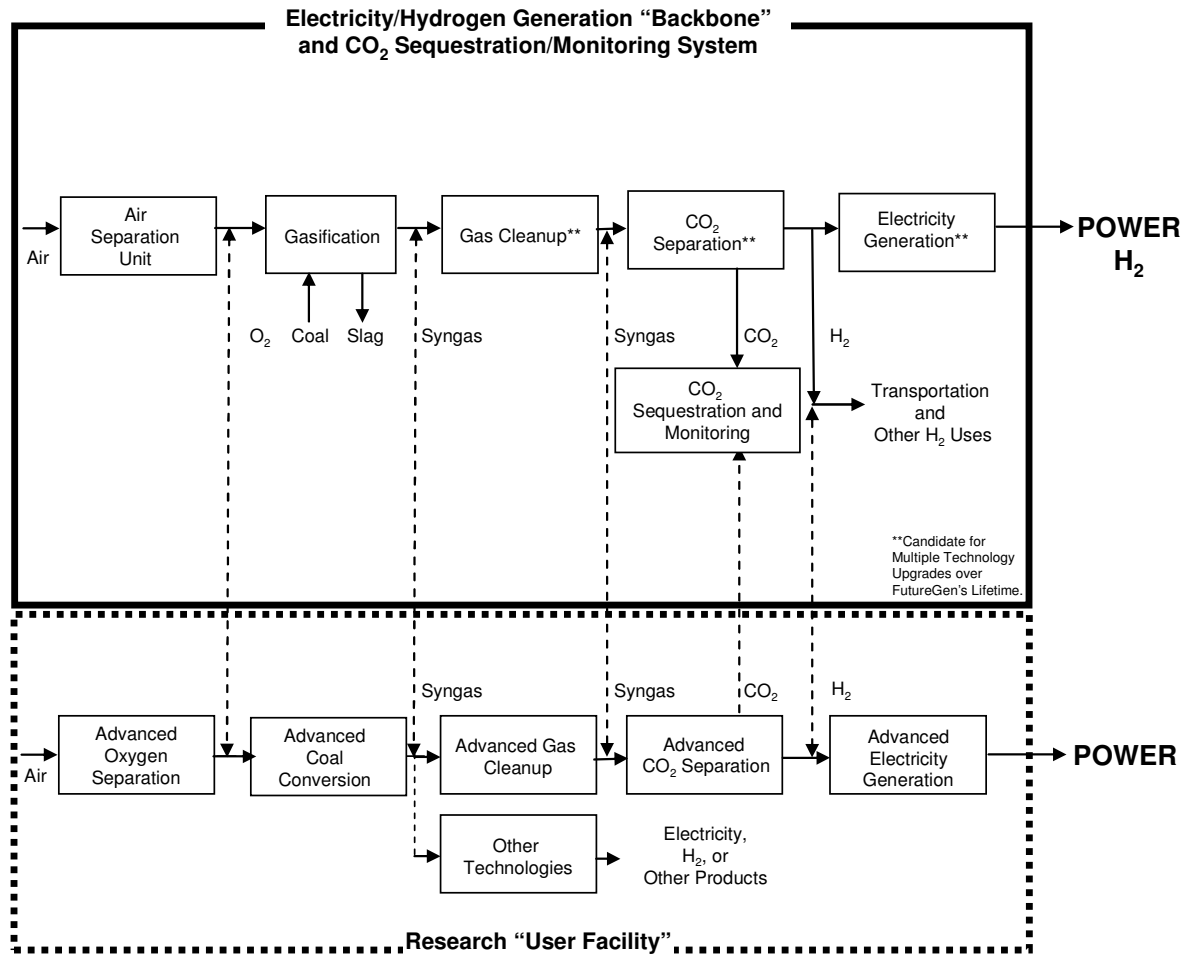 Electricity/Hydrogen Generation “Backbone”
and CO₂ Sequestration/Monitoring System
Air
Air
Separation
Unit
Gasification
Gas Cleanup**
CO₂
Separation**
Electricity
Generation**
POWER
H₂
O₂
Coal
Slag
Syngas
Syngas
CO₂
H₂
CO₂
Sequestration and
Monitoring
Transportation
and
Other H₂ Uses
**Candidate for
Multiple Technology
Upgrades over
FutureGen’s Lifetime.
Syngas
Syngas
CO₂
H₂
Air
Advanced
Oxygen
Separation
Advanced
Coal
Conversion
Advanced Gas
Cleanup
Advanced
CO₂ Separation
Advanced
Electricity
Generation
POWER
Other
Technologies
Electricity,
H₂, or
Other Products
Research “User Facility”